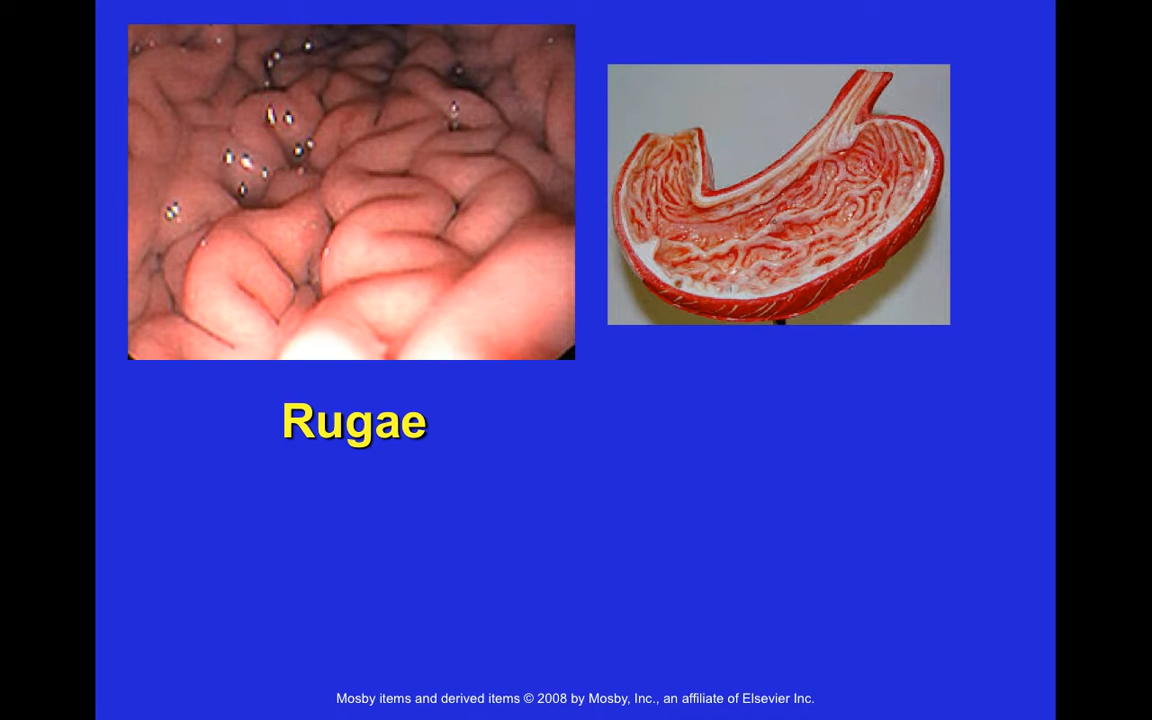 Rugae
Mosby items and derived items © 2008 by Mosby, Inc., an affiliate of Elsevier Inc.